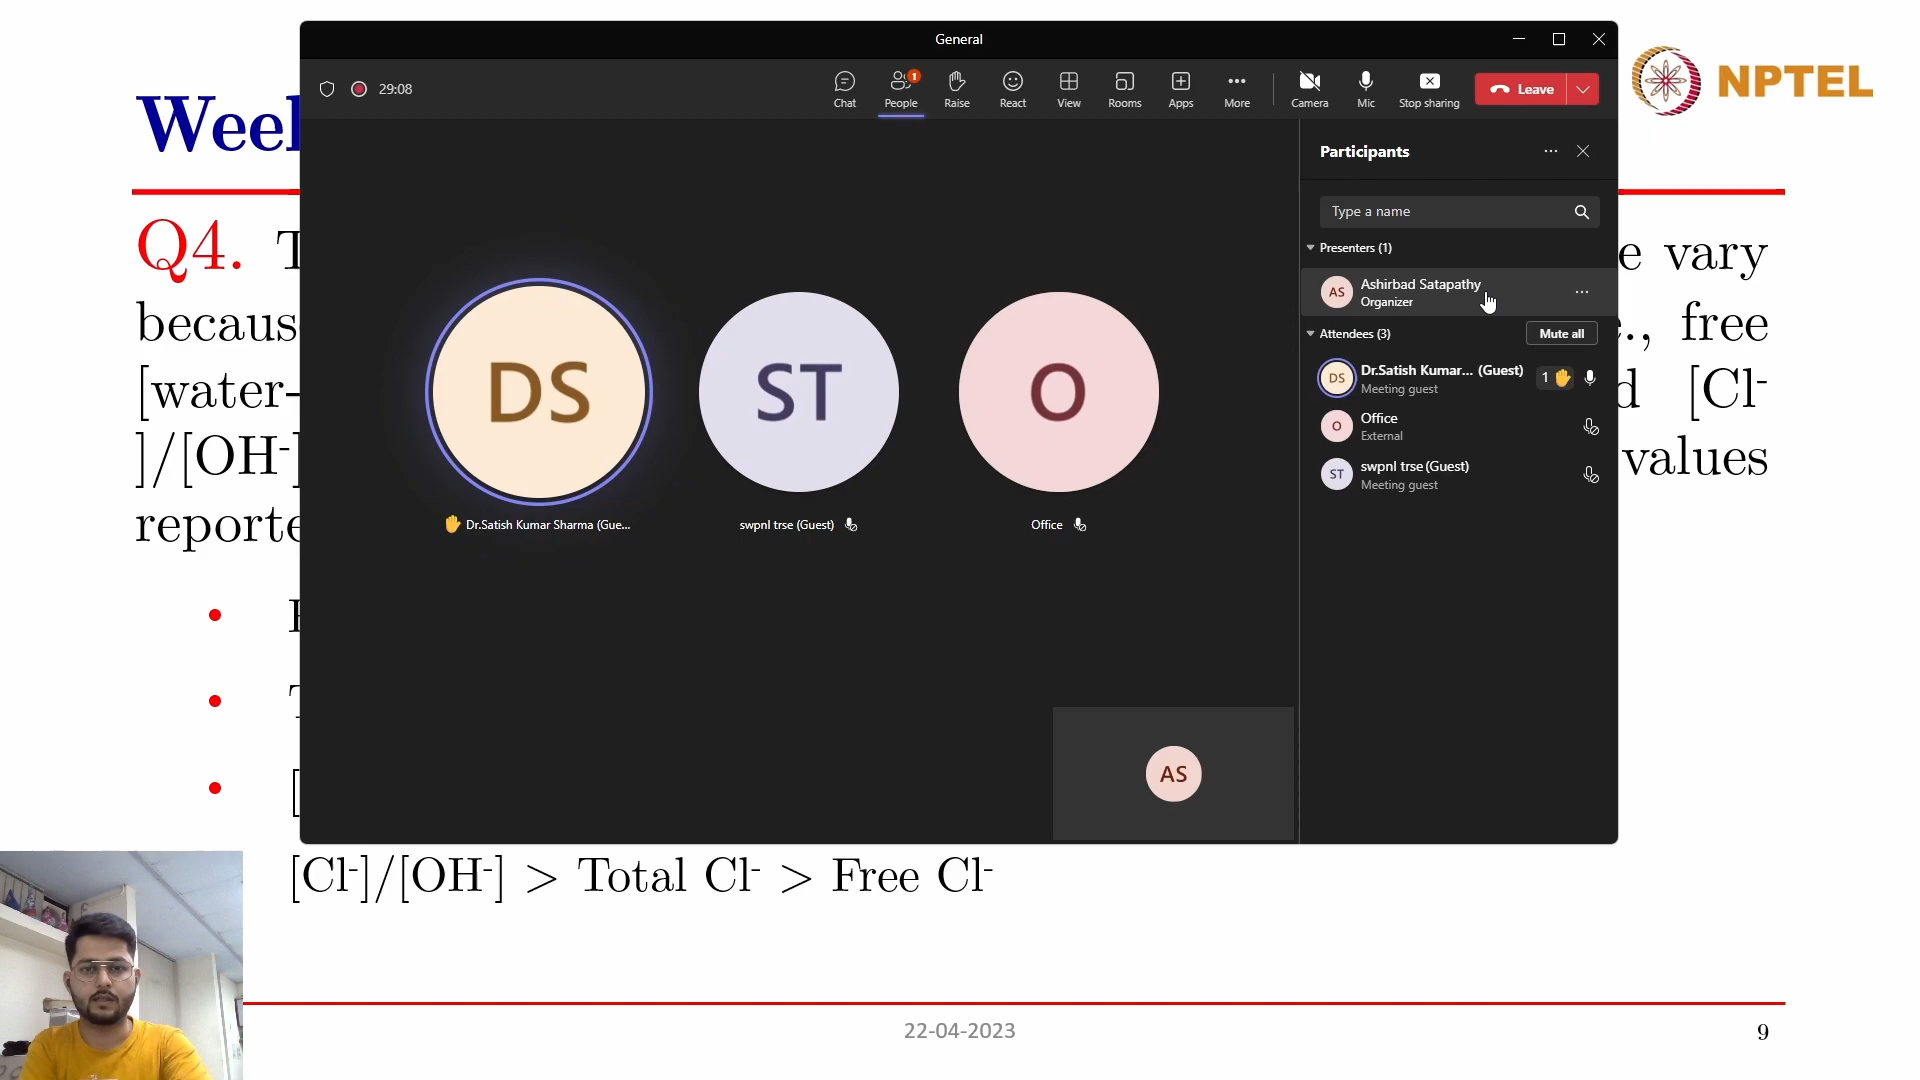 General
29:08
Chat
People
1
Raise
React
View
Rooms
Apps
More
Camera
Mic
Stop sharing
Leave
NPTEL
Participants
Type a name
Presenters (1)
AS
Ashirbad Satapathy
Organizer
Attendees (3)
Mute all
DS
Dr.Satish Kumar... (Guest)
1
Meeting guest
O
Office
External
ST
swpnl trse (Guest)
Meeting guest
DS
ST
O
Dr.Satish Kumar Sharma (Gue...
swpnl trse (Guest)
Office
AS
Q4.
e vary
free
[water-
[Cl-
]/[OH-]
values
[Cl-]/[OH-] > Total Cl- > Free Cl-
22-04-2023
9